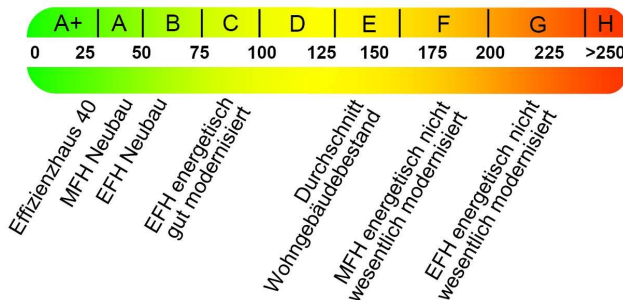 A+ A B C D E F G H
0 25 50 75 100 125 150 175 200 225 >250
Effizienzhaus 40
MFH Neubau
EFH Neubau
EFH energetisch
gut modernisiert
Durchschnitt
Wohngebäudebestand
MFH energetisch nicht
wesentlich modernisiert
EFH energetisch nicht
wesentlich modernisiert